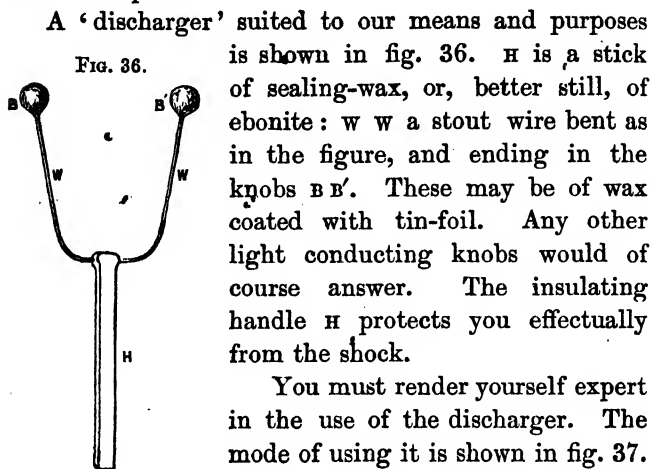 A ‘discharger’ suited to our means and purposes
is shown in fig. 36. H is a stick
of sealing-wax, or, better still, of
ebonite: W W a stout wire bent as
in the figure, and ending in the
knobs B B′. These may be of wax
coated with tin-foil. Any other
light conducting knobs would of
course answer. The insulating
handle H protects you effectually
from the shock.
You must render yourself expert
in the use of the discharger. The
mode of using it is shown in fig. 37.
FIG. 36.
B
B′
W
W
H